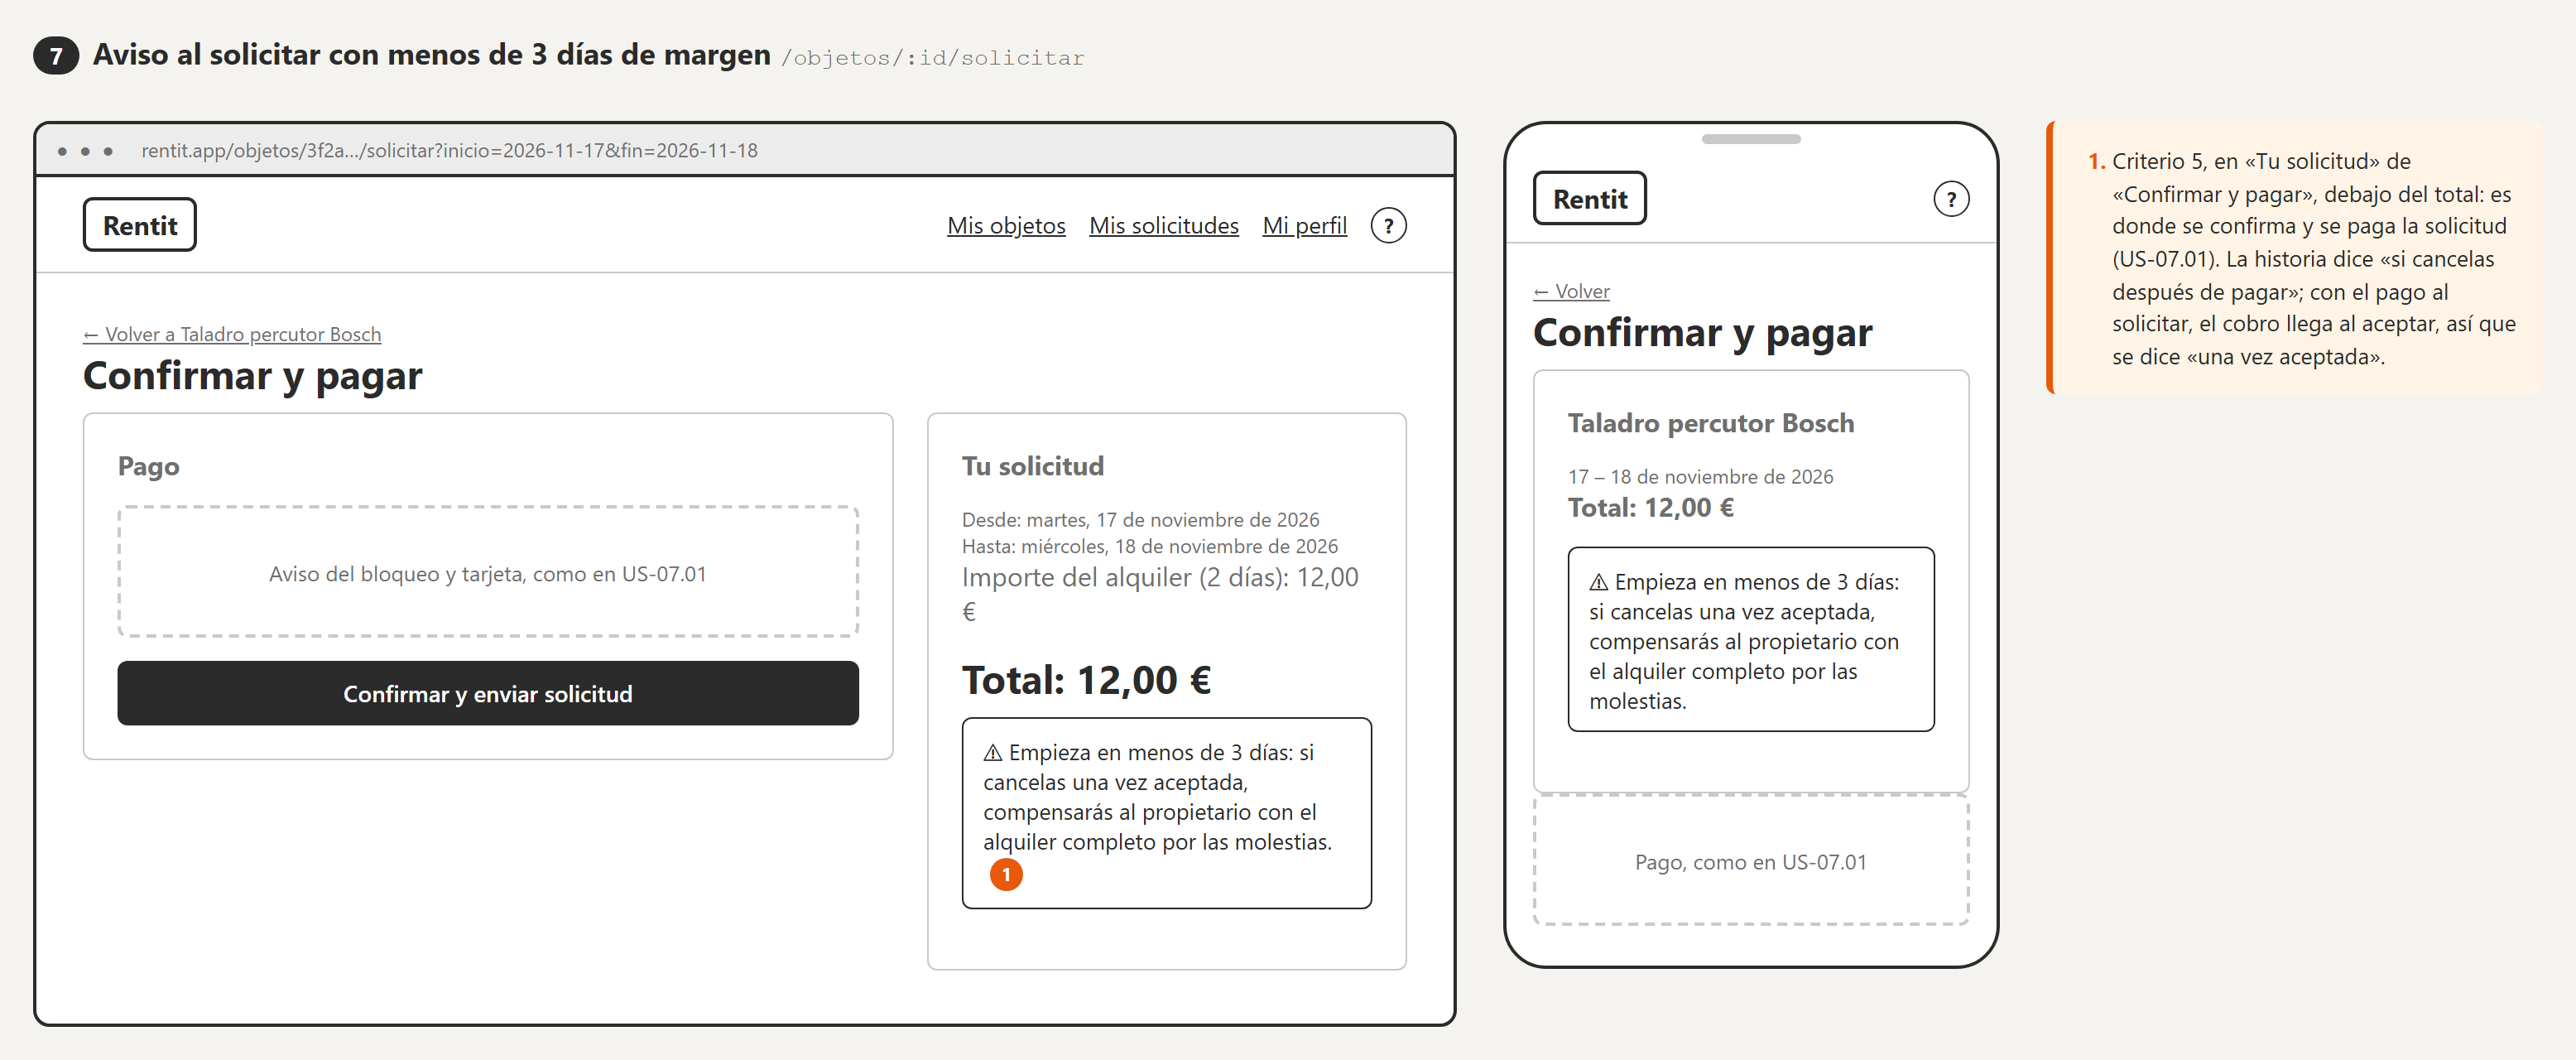 7 Aviso al solicitar con menos de 3 días de margen /objetos/:id/solicitar
rentit.app/objetos/3f2a.../solicitar?inicio=2026-11-17&fin=2026-11-18
Rentit
Mis objetos Mis solicitudes Mi perfil ?
← Volver a Taladro percutor Bosch
Confirmar y pagar
Pago
Aviso del bloqueo y tarjeta, como en US-07.01
Confirmar y enviar solicitud
Tu solicitud
Desde: martes, 17 de noviembre de 2026
Hasta: miércoles, 18 de noviembre de 2026
Importe del alquiler (2 días): 12,00
€
Total: 12,00 €
⚠ Empieza en menos de 3 días: si
cancelas una vez aceptada,
compensarás al propietario con el
alquiler completo por las molestias.
1
Rentit
?
← Volver
Confirmar y pagar
Taladro percutor Bosch
17 – 18 de noviembre de 2026
Total: 12,00 €
⚠ Empieza en menos de 3 días:
si cancelas una vez aceptada,
compensarás al propietario con
el alquiler completo por las
molestias.
Pago, como en US-07.01
1. Criterio 5, en «Tu solicitud» de
«Confirmar y pagar», debajo del total: es
donde se confirma y se paga la solicitud
(US-07.01). La historia dice «si cancelas
después de pagar»; con el pago al
solicitar, el cobro llega al aceptar, así que
se dice «una vez aceptada».